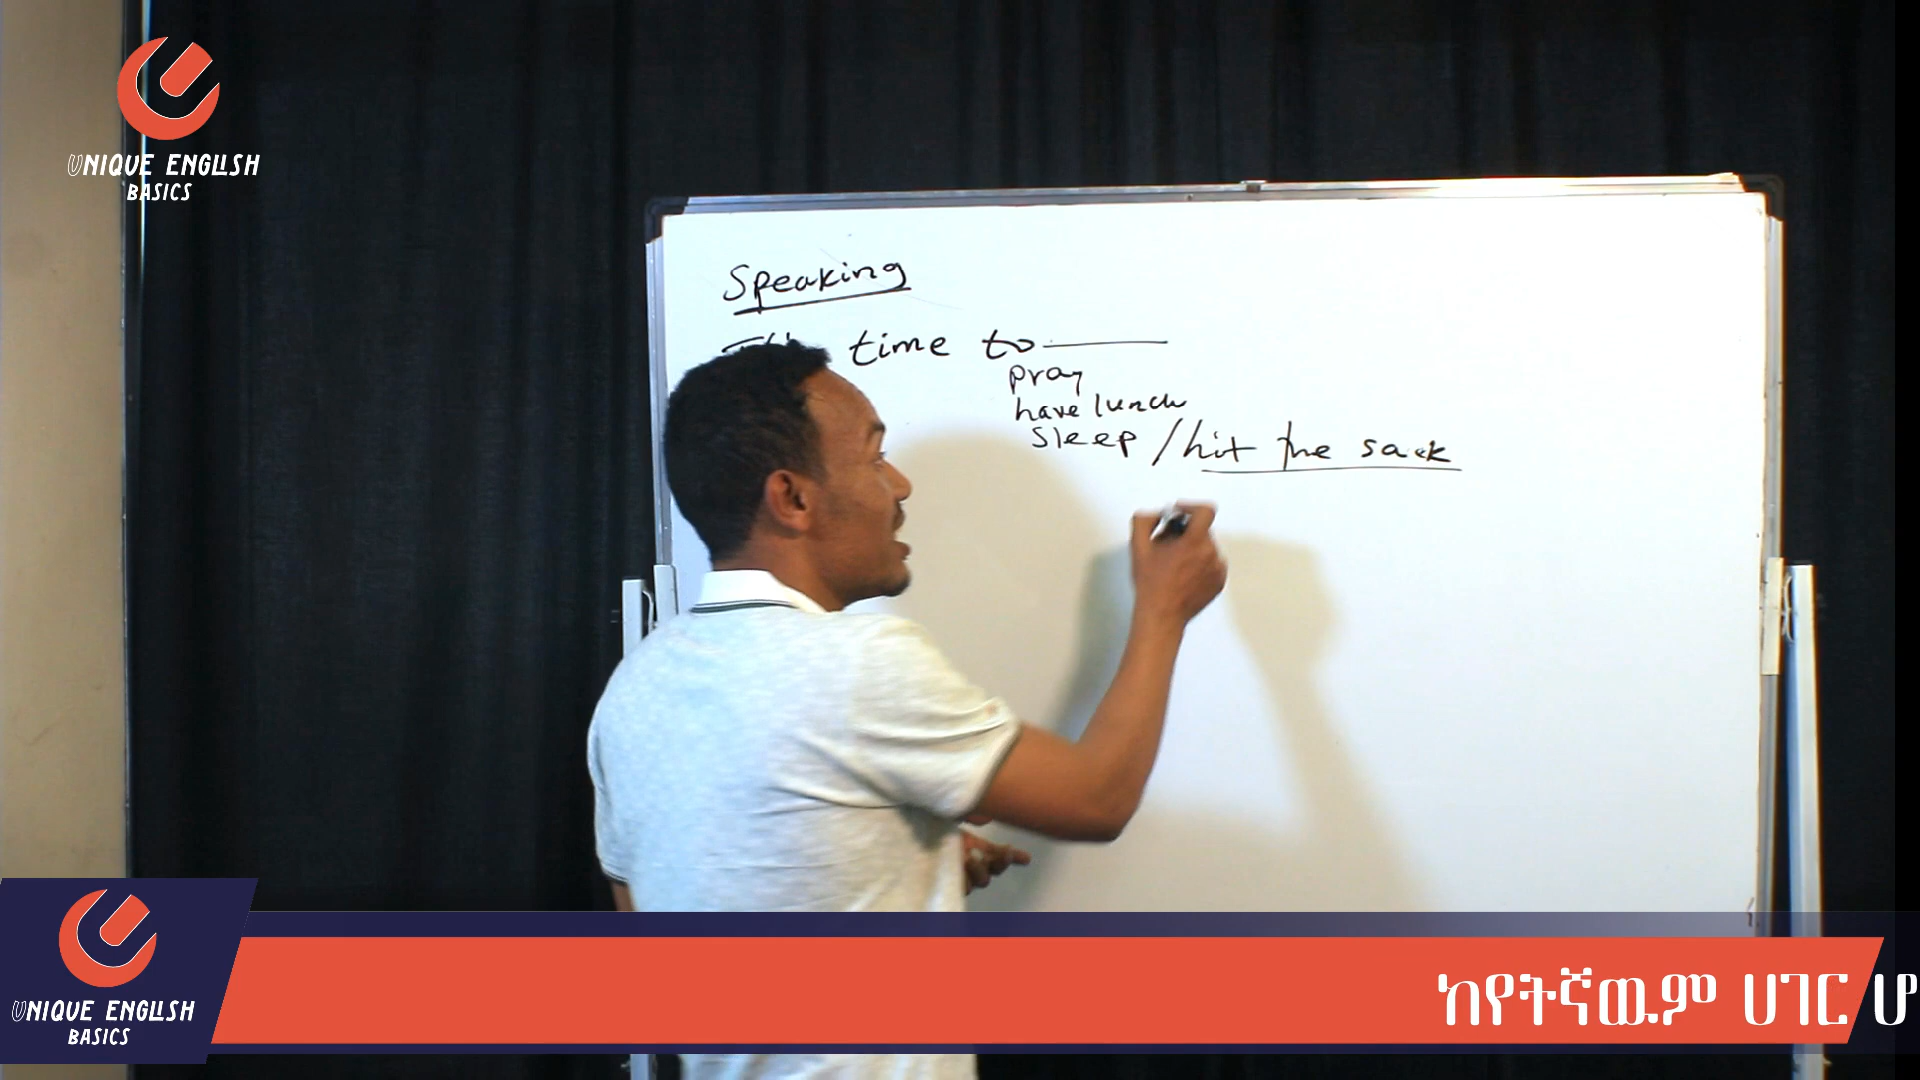 UNIQUE ENGLISH
BASICS
Speaking
time to
pray
have lunch
sleep / hit the sack
UNIQUE ENGLISH
BASICS
ከየትኛዉም ሀገር ሆ